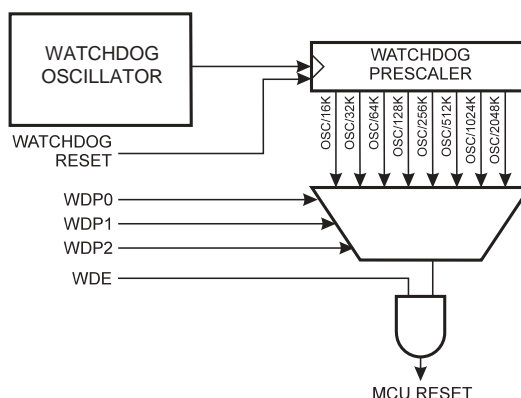 WATCHDOG
OSCILLATOR
WATCHDOG
PRESCALER
WATCHDOG
RESET
OSC/16K
OSC/32K
OSC/64K
OSC/128K
OSC/256K
OSC/512K
OSC/1024K
OSC/2048K
WDP0
WDP1
WDP2
WDE
MCU RESET